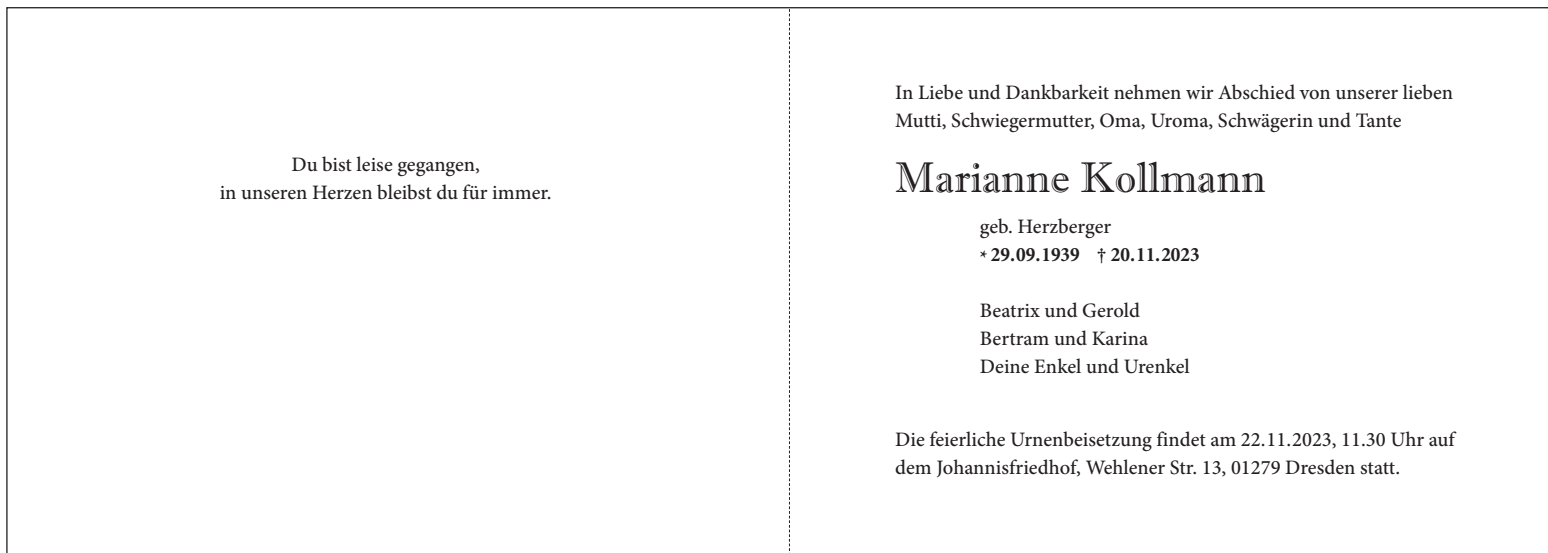 Du bist leise gegangen,
in unseren Herzen bleibst du für immer.
In Liebe und Dankbarkeit nehmen wir Abschied von unserer lieben
Mutti, Schwiegermutter, Oma, Uroma, Schwägerin und Tante
Marianne Kollmann
geb. Herzberger
* 29.09.1939 † 20.11.2023
Beatrix und Gerold
Bertram und Karina
Deine Enkel und Urenkel
Die feierliche Urnenbeisetzung findet am 22.11.2023, 11.30 Uhr auf
dem Johannisfriedhof, Wehlener Str. 13, 01279 Dresden statt.